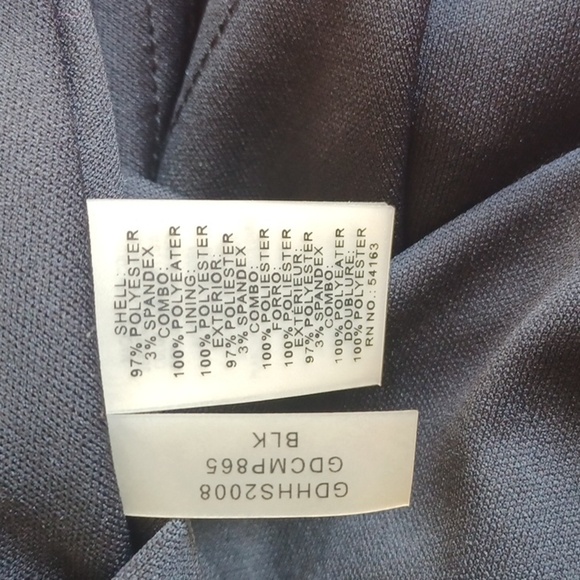 SHELL:
97% POLYESTER
3% SPANDEX
COMBO:
100% POLYEATER
LINING:
100% POLYESTER
EXTERIOR:
97% POLIESTER
3% SPANDEX
COMBO:
100% POLYESTER
FORRO:
100% POLIESTER
EXTERIEUR:
97% POLYESTER
3% SPANDEX
COMBO:
100% POLYEATER
DOUBLURE:
100% POLYESTER
RN NO.: 54163
GDHHS2008
GDCMP865
BLK